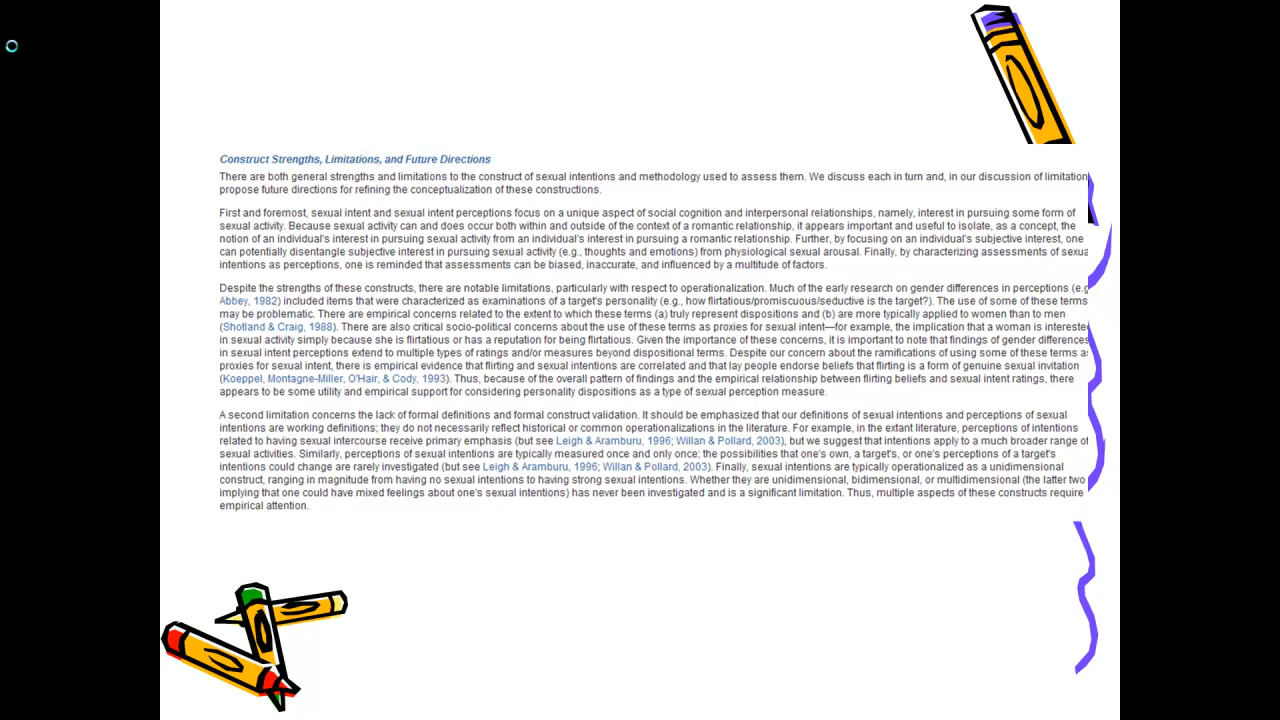 Construct Strengths, Limitations, and Future Directions
There are both general strengths and limitations to the construct of sexual intentions and methodology used to assess them. We discuss each in turn and, in our discussion of limitation
propose future directions for refining the conceptualization of these constructions.
First and foremost, sexual intent and sexual intent perceptions focus on a unique aspect of social cognition and interpersonal relationships, namely, interest in pursuing some form of
sexual activity. Because sexual activity can and does occur both within and outside of the context of a romantic relationship, it appears important and useful to isolate, as a concept, the
notion of an individual's interest in pursuing sexual activity from an individual's interest in pursuing a romantic relationship. Further, by focusing on an individual's subjective interest, one
can potentially disentangle subjective interest in pursuing sexual activity (e.g., thoughts and emotions) from physiological sexual arousal. Finally, by characterizing assessments of sexua
intentions as perceptions, one is reminded that assessments can be biased, inaccurate, and influenced by a multitude of factors.
Despite the strengths of these constructs, there are notable limitations, particularly with respect to operationalization. Much of the early research on gender differences in perceptions (e.g
Abbey, 1982) included items that were characterized as examinations of a target's personality (e.g., how flirtatious/promiscuous/seductive is the target?). The use of some of these terms
may be problematic. There are empirical concerns related to the extent to which these terms (a) truly represent dispositions and (b) are more typically applied to women than to men
(Shotland & Craig, 1988). There are also critical socio-political concerns about the use of these terms as proxies for sexual intent—for example, the implication that a woman is interested
in sexual activity simply because she is flirtatious or has a reputation for being flirtatious. Given the importance of these concerns, it is important to note that findings of gender differences
in sexual intent perceptions extend to multiple types of ratings and/or measures beyond dispositional terms. Despite our concern about the ramifications of using some of these terms as
proxies for sexual intent, there is empirical evidence that flirting and sexual intentions are correlated and that lay people endorse beliefs that flirting is a form of genuine sexual invitation
(Koeppel, Montagne-Miller, O'Hair, & Cody, 1993). Thus, because of the overall pattern of findings and the empirical relationship between flirting beliefs and sexual intent ratings, there
appears to be some utility and empirical support for considering personality dispositions as a type of sexual perception measure.
A second limitation concerns the lack of formal definitions and formal construct validation. It should be emphasized that our definitions of sexual intentions and perceptions of sexual
intentions are working definitions; they do not necessarily reflect historical or common operationalizations in the literature. For example, in the extant literature, perceptions of intentions
related to having sexual intercourse receive primary emphasis (but see Leigh & Aramburu, 1996; Willan & Pollard, 2003), but we suggest that intentions apply to a much broader range of
sexual activities. Similarly, perceptions of sexual intentions are typically measured once and only once; the possibilities that one's own, a target's, or one's perceptions of a target's
intentions could change are rarely investigated (but see Leigh & Aramburu, 1996; Willan & Pollard, 2003). Finally, sexual intentions are typically operationalized as a unidimensional
construct, ranging in magnitude from having no sexual intentions to having strong sexual intentions. Whether they are unidimensional, bidimensional, or multidimensional (the latter two
implying that one could have mixed feelings about one's sexual intentions) has never been investigated and is a significant limitation. Thus, multiple aspects of these constructs require
empirical attention.